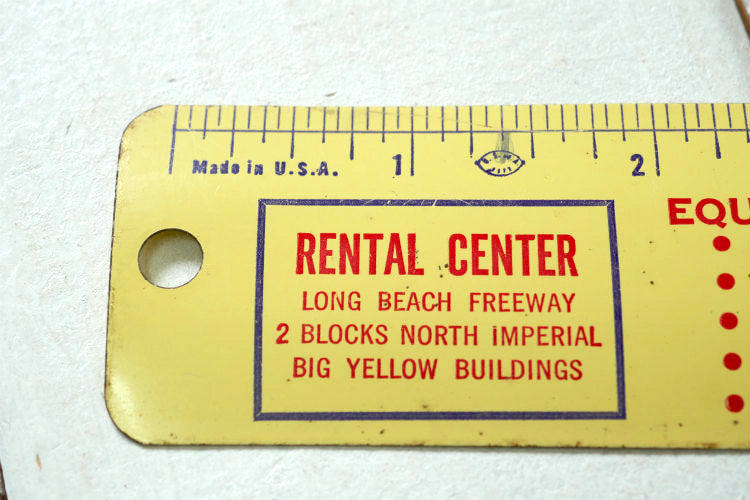 Made in U.S.A. 1 2
RENTAL CENTER
LONG BEACH FREEWAY
2 BLOCKS NORTH IMPERIAL
BIG YELLOW BUILDINGS
EQU